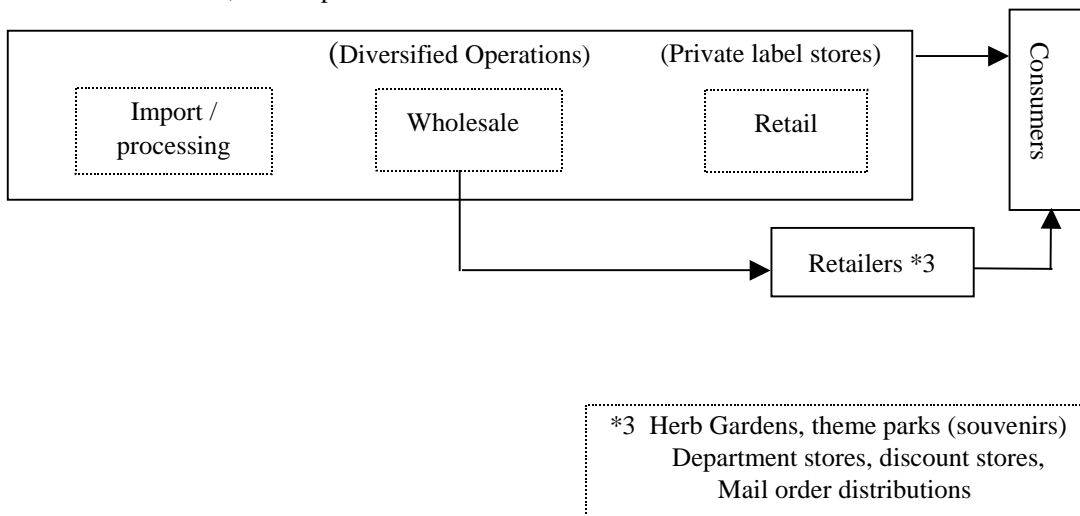 (Diversified Operations) (Private label stores)
Import /
processing
Wholesale
Retail
Consumers
Retailers *3
*3 Herb Gardens, theme parks (souvenirs)
Department stores, discount stores,
Mail order distributions